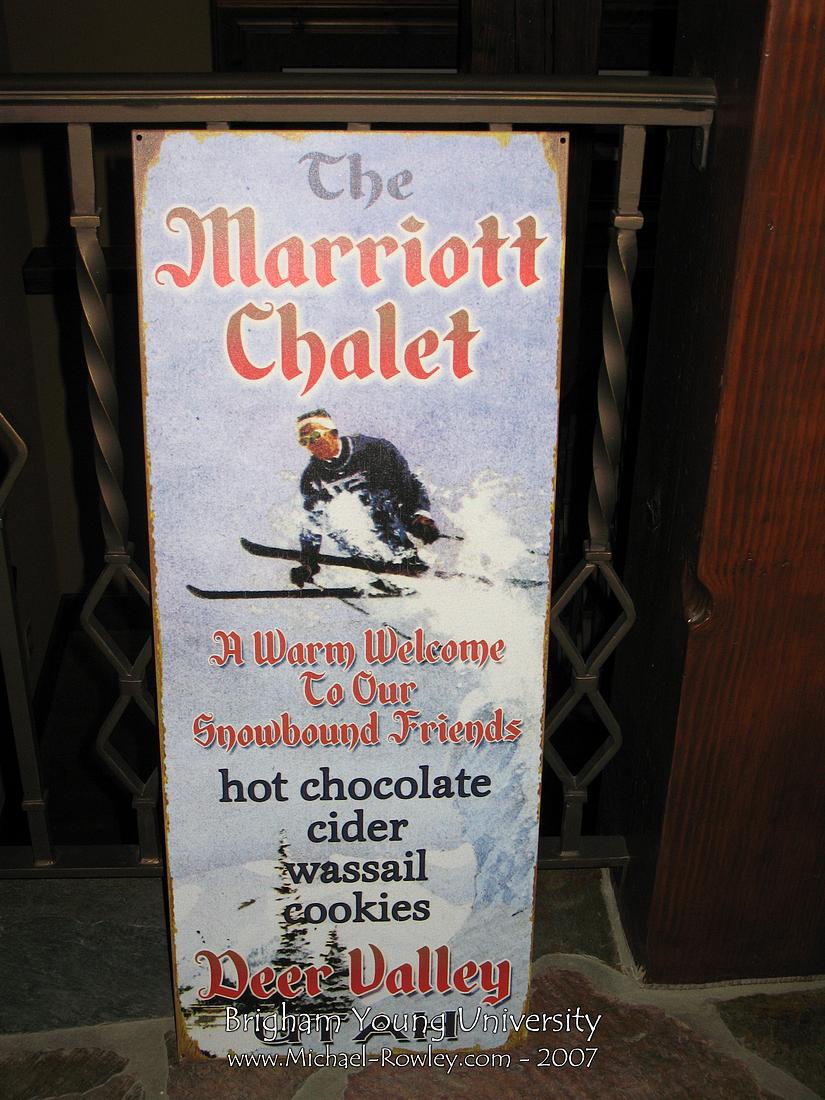 The
Marriott
Chalet
A Warm Welcome
To Our
Snowbound Friends
hot chocolate
cider
wassail
cookies
Deer Valley
UTAH
Brigham Young University
www.Michael-Rowley.com - 2007